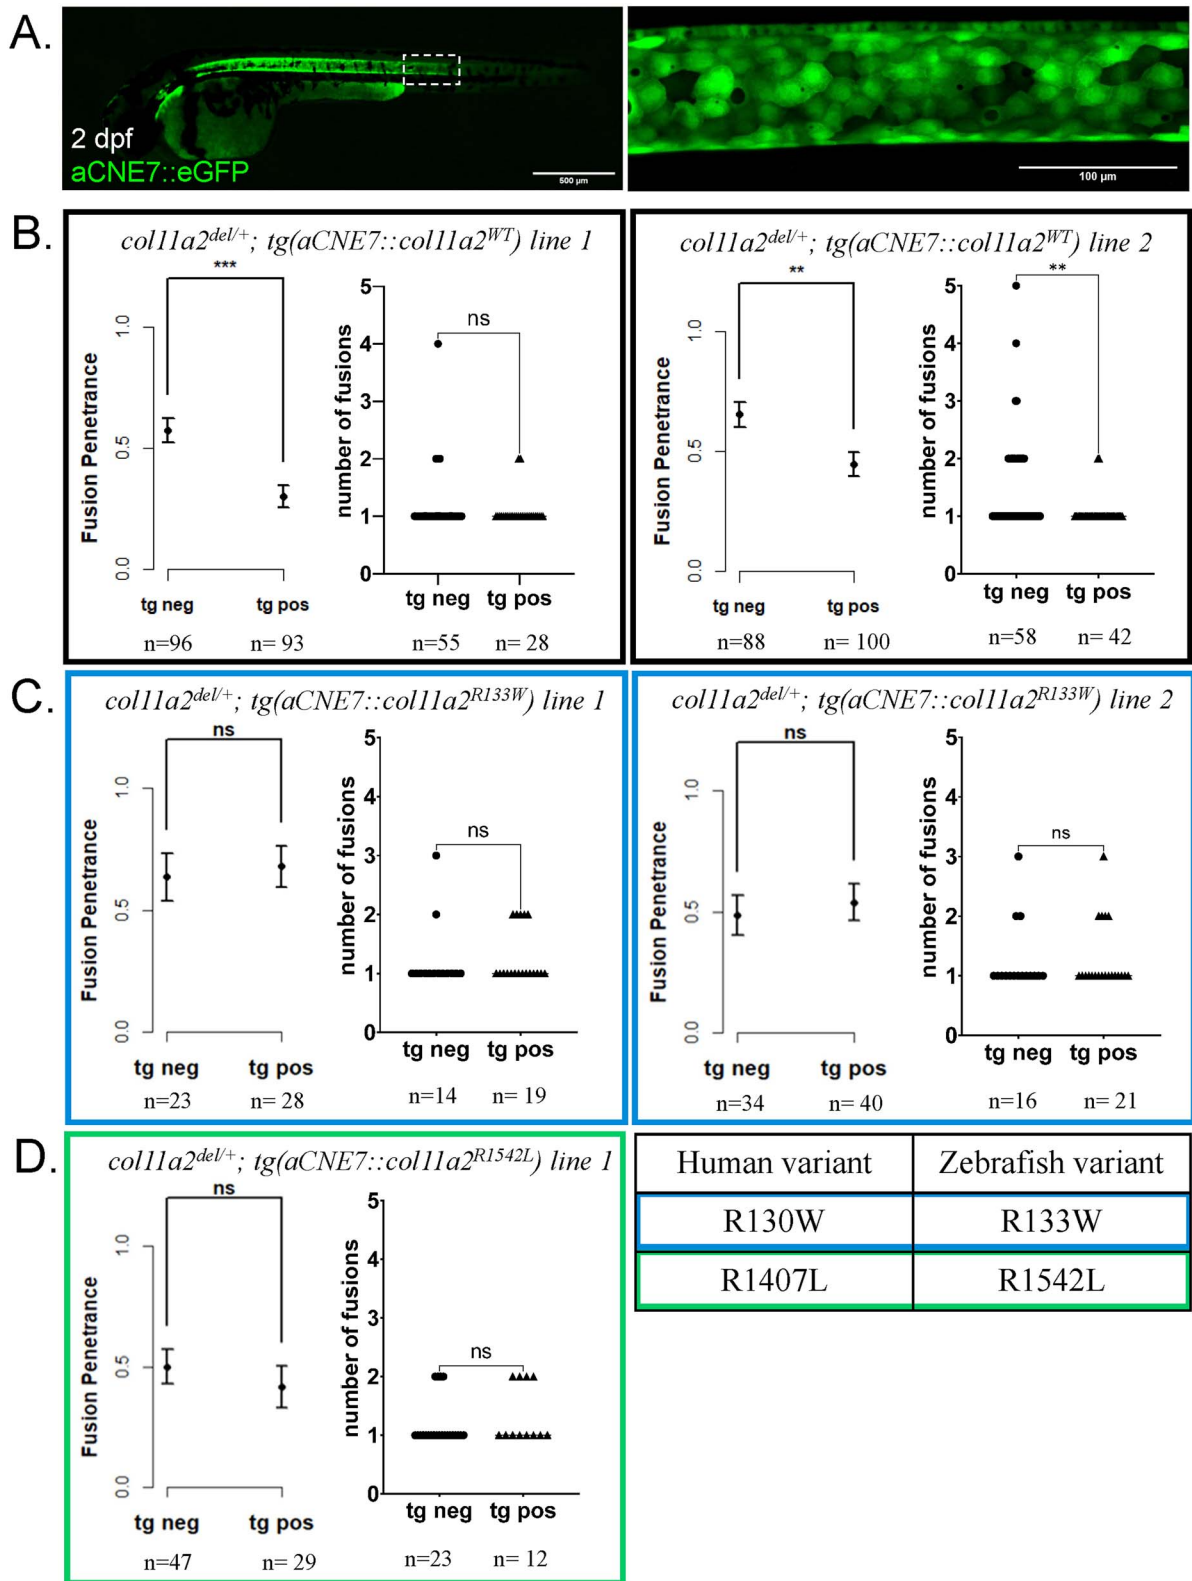 A.
2 dpf
aCNE7::eGFP
500 µm
100 µm
B.
col11a2del/+; tg(aCNE7::col11a2WT) line 1
***
Fusion Penetrance
1.0
0.5
0.0
tg neg
tg pos
n=96
n= 93
number of fusions
5
4
3
2
1
0
ns
tg neg
tg pos
n=55
n= 28
col11a2del/+; tg(aCNE7::col11a2WT) line 2
**
Fusion Penetrance
1.0
0.5
0.0
tg neg
tg pos
n=88
n= 100
number of fusions
5
4
3
2
1
0
**
tg neg
tg pos
n=58
n= 42
C.
col11a2del/+; tg(aCNE7::col11a2R133W) line 1
ns
Fusion Penetrance
1.0
0.5
0.0
tg neg
tg pos
n=23
n= 28
number of fusions
5
4
3
2
1
0
ns
tg neg
tg pos
n=14
n= 19
col11a2del/+; tg(aCNE7::col11a2R133W) line 2
ns
Fusion Penetrance
1.0
0.5
0.0
tg neg
tg pos
n=34
n= 40
number of fusions
5
4
3
2
1
0
ns
tg neg
tg pos
n=16
n= 21
D.
col11a2del/+; tg(aCNE7::col11a2R1542L) line 1
ns
Fusion Penetrance
1.0
0.5
0.0
tg neg
tg pos
n=47
n= 29
number of fusions
5
4
3
2
1
0
ns
tg neg
tg pos
n=23
n= 12
Human variant
Zebrafish variant
R130W
R133W
R1407L
R1542L